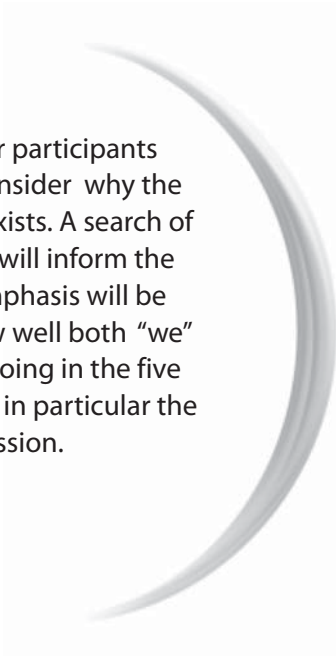 r participants
nsider why the
xists. A search of
will inform the
nphasis will be
v well both “we”
oing in the five
in particular the
ssion.